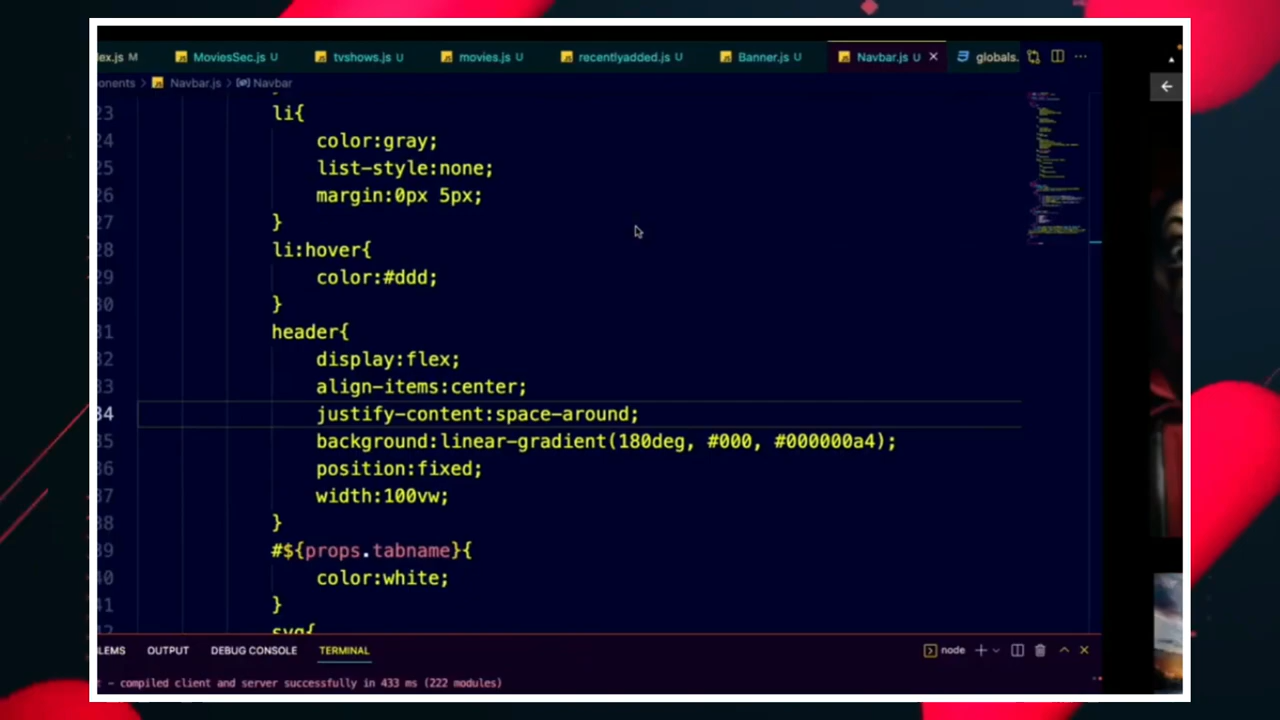 ex.js M MoviesSec.js U tvshows.js U movies.js U recentlyadded.js U Banner.js U Navbar.js U globals.
onents > Navbar.js > Navbar
23 li{
24 color:gray;
25 list-style:none;
26 margin:0px 5px;
27 }
28 li:hover{
29 color:#ddd;
30 }
31 header{
32 display:flex;
33 align-items:center;
34 justify-content:space-around;
35 background:linear-gradient(180deg, #000, #000000a4);
36 position:fixed;
37 width:100vw;
38 }
39 #${props.tabname}{
40 color:white;
41 }
42 svg{
LEMS OUTPUT DEBUG CONSOLE TERMINAL node
t - compiled client and server successfully in 433 ms (222 modules)